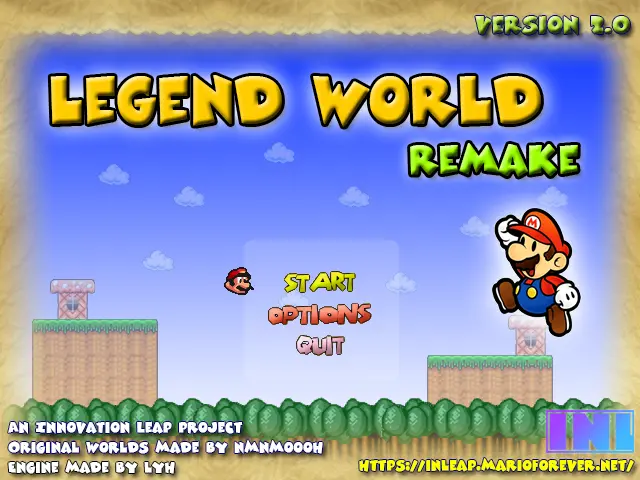 VERSION 2.0
LEGEND WORLD
REMAKE
M
START
OPTIONS
QUIT
AN INNOVATION LEAP PROJECT
ORIGINAL WORLDS MADE BY NMNMOOOH
ENGINE MADE BY LYH
INL
HTTPS://INLEAP.MARIOFOREVER.NET/